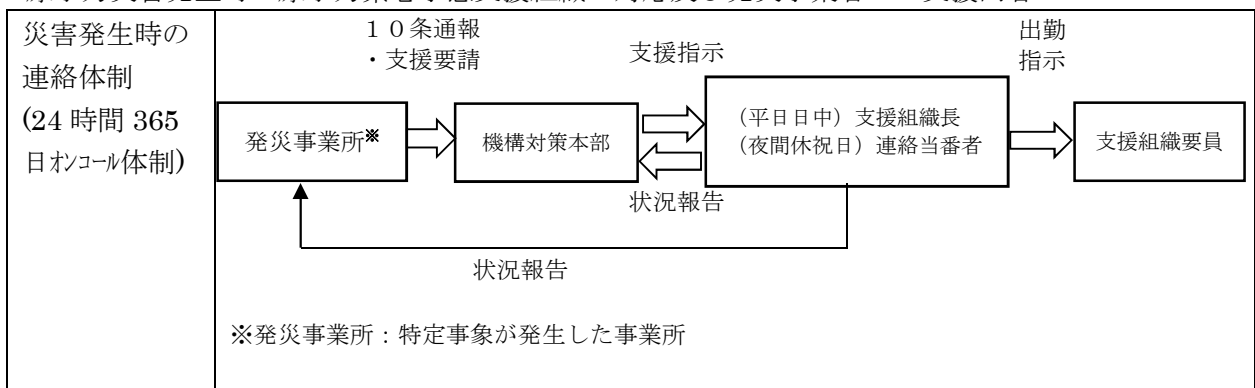 災害発生時の
連絡体制
(24 時間 365
日オンコール体制)
１０条通報
・支援要請
支援指示
出勤
指示
発災事業所※
機構対策本部
（平日日中）支援組織長
（夜間休祝日）連絡当番者
支援組織要員
状況報告
状況報告
※発災事業所：特定事象が発生した事業所